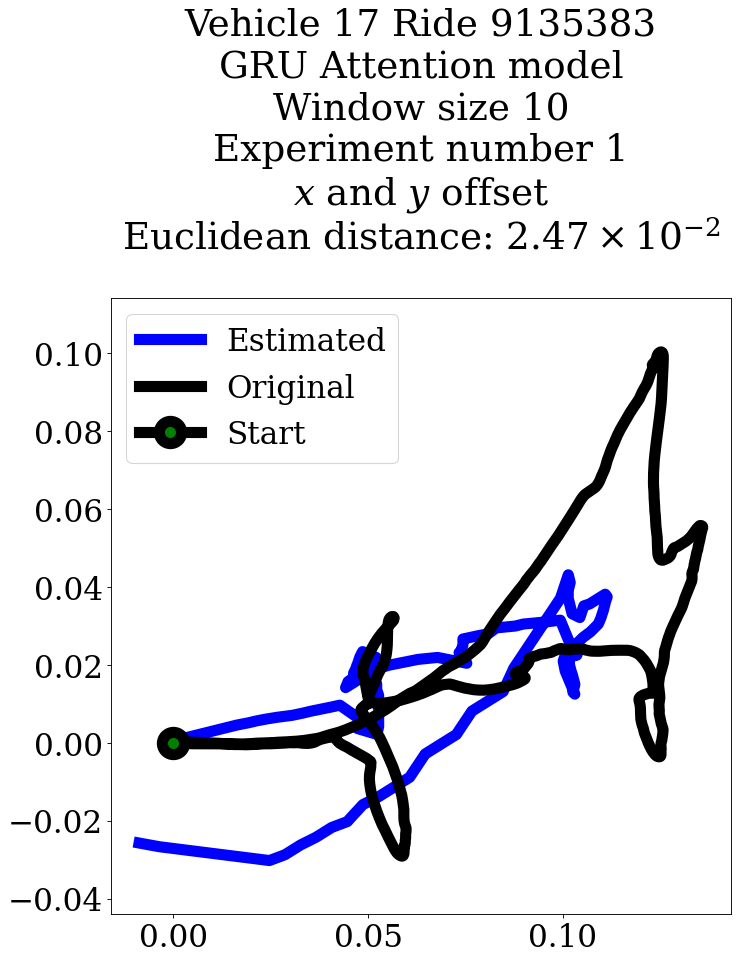 Vehicle 17 Ride 9135383
GRU Attention model
Window size 10
Experiment number 1
x and y offset
Euclidean distance: 2.47 × 10⁻²
Estimated
Original
Start
0.10
0.08
0.06
0.04
0.02
0.00
−0.02
−0.04
0.00 0.05 0.10